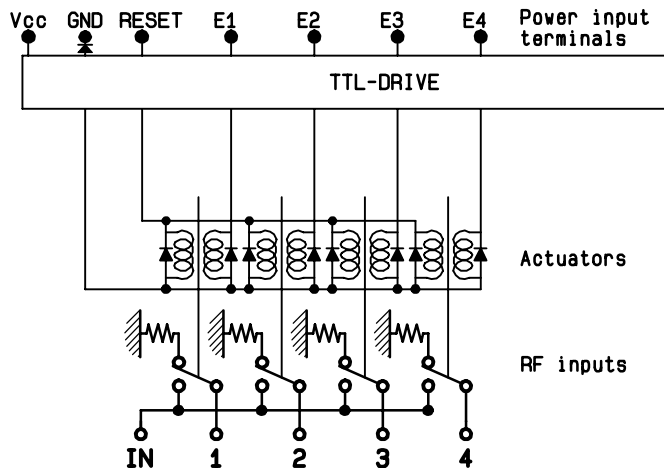 Vcc GND RESET E1 E2 E3 E4 Power input
terminals
TTL-DRIVE
Actuators
RF inputs
IN 1 2 3 4